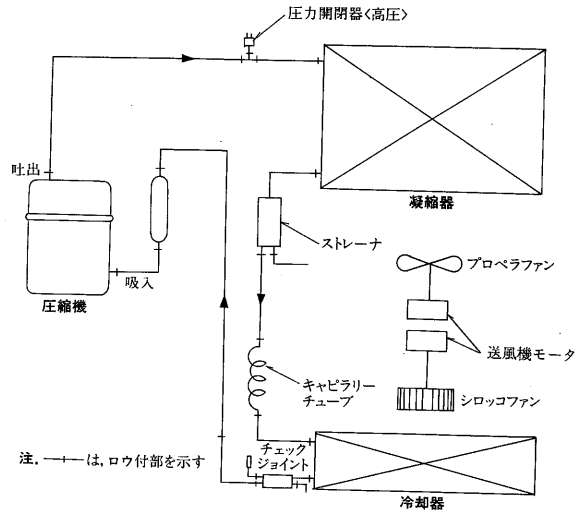 圧力開閉器〈高圧〉
吐出
凝縮器
ストレーナ
プロペラファン
吸入
圧縮機
送風機モータ
キャピラリー
チューブ
シロッコファン
チェック
ジョイント
注. は, ロウ付部を示す
冷却器